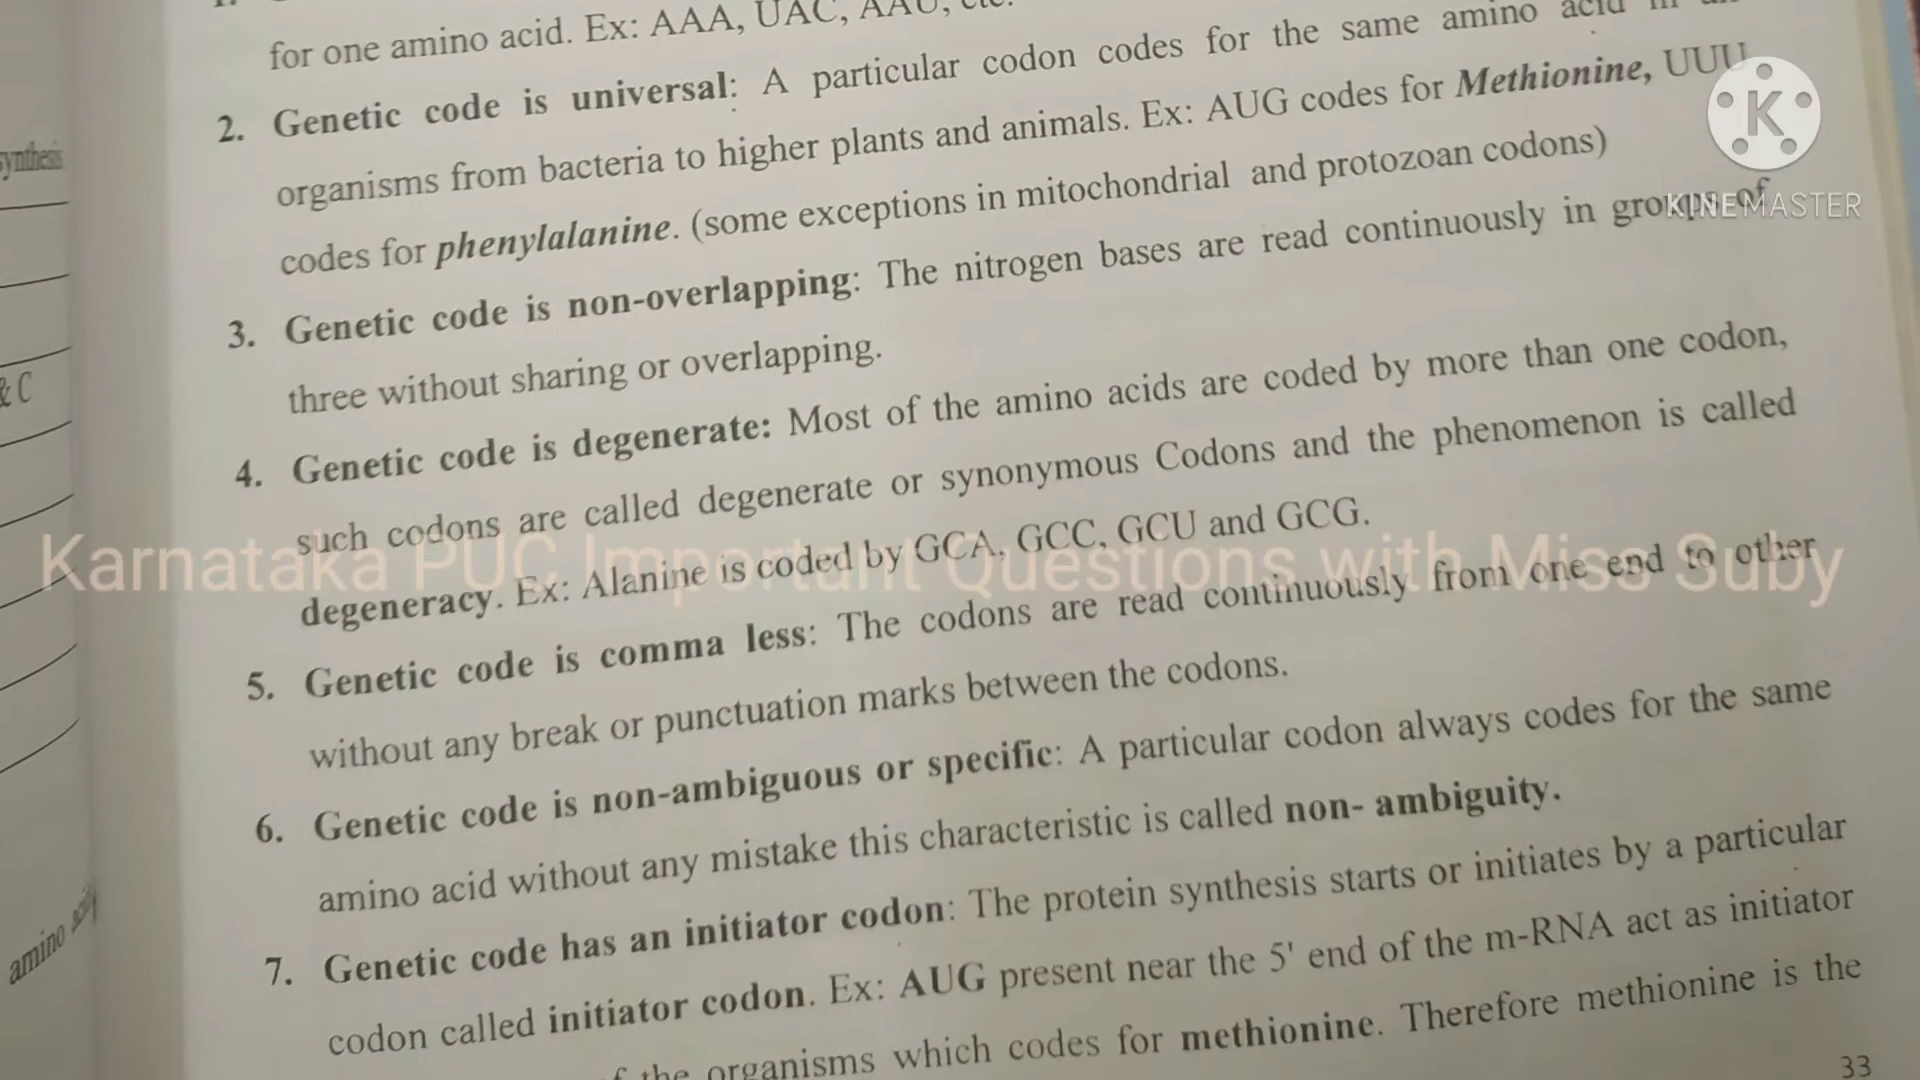 1.
for one amino acid. Ex: AAA, UAC, AAU, etc.
2. Genetic code is universal: A particular codon codes for the same amino acid in
organisms from bacteria to higher plants and animals. Ex: AUG codes for Methionine, UUU
codes for phenylalanine. (some exceptions in mitochondrial and protozoan codons)
3. Genetic code is non-overlapping: The nitrogen bases are read continuously in groups of
three without sharing or overlapping.
4. Genetic code is degenerate: Most of the amino acids are coded by more than one codon,
such codons are called degenerate or synonymous Codons and the phenomenon is called
degeneracy. Ex: Alanine is coded by GCA, GCC, GCU and GCG.
5. Genetic code is comma less: The codons are read continuously from one end to other
without any break or punctuation marks between the codons.
6. Genetic code is non-ambiguous or specific: A particular codon always codes for the same
amino acid without any mistake this characteristic is called non- ambiguity.
7. Genetic code has an initiator codon: The protein synthesis starts or initiates by a particular
codon called initiator codon. Ex: AUG present near the 5' end of the m-RNA act as initiator
the organisms which codes for methionine. Therefore methionine is the
33
synthesis
& C
amino acid
K
KINEMASTER
Karnataka PUC Important Questions with Miss Suby